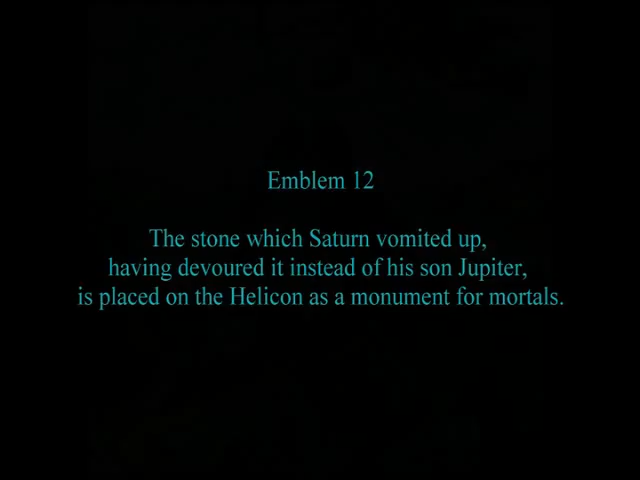 Emblem 12
The stone which Saturn vomited up,
having devoured it instead of his son Jupiter,
is placed on the Helicon as a monument for mortals.